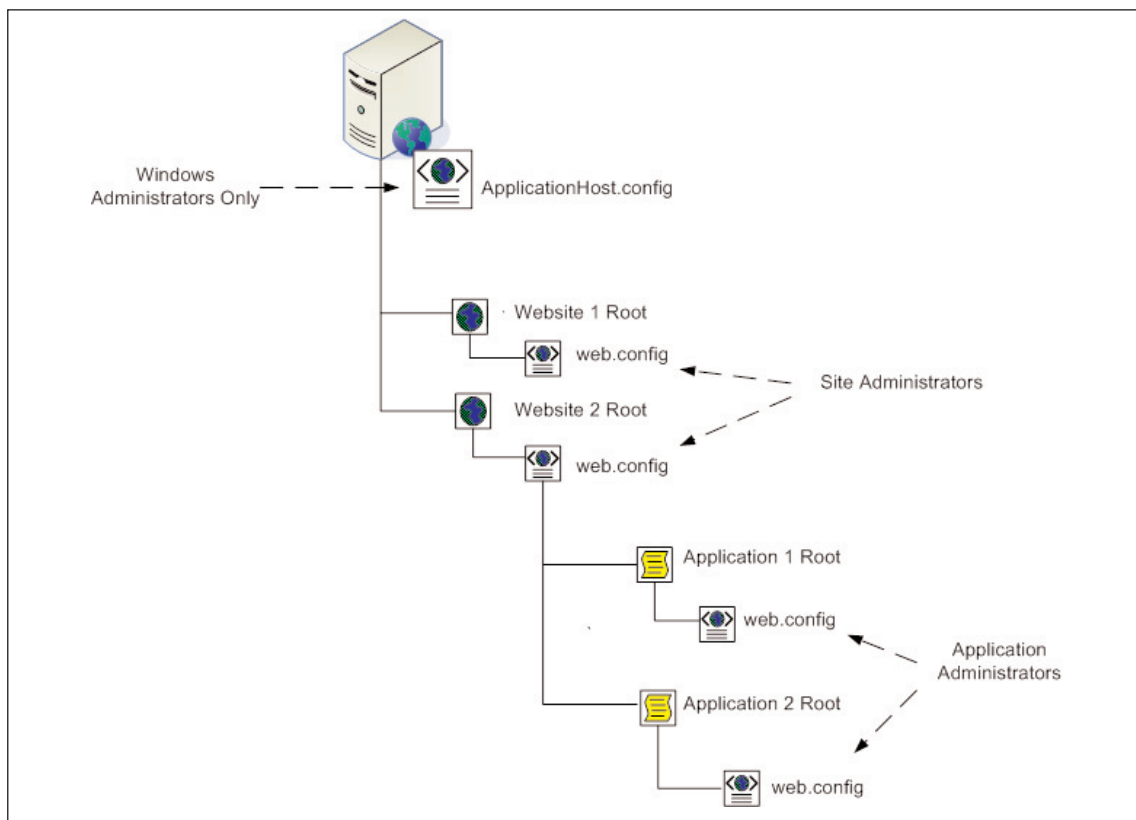 Windows
Administrators Only
ApplicationHost.config
Website 1 Root
web.config
Site Administrators
Website 2 Root
web.config
Application 1 Root
web.config
Application
Administrators
Application 2 Root
web.config